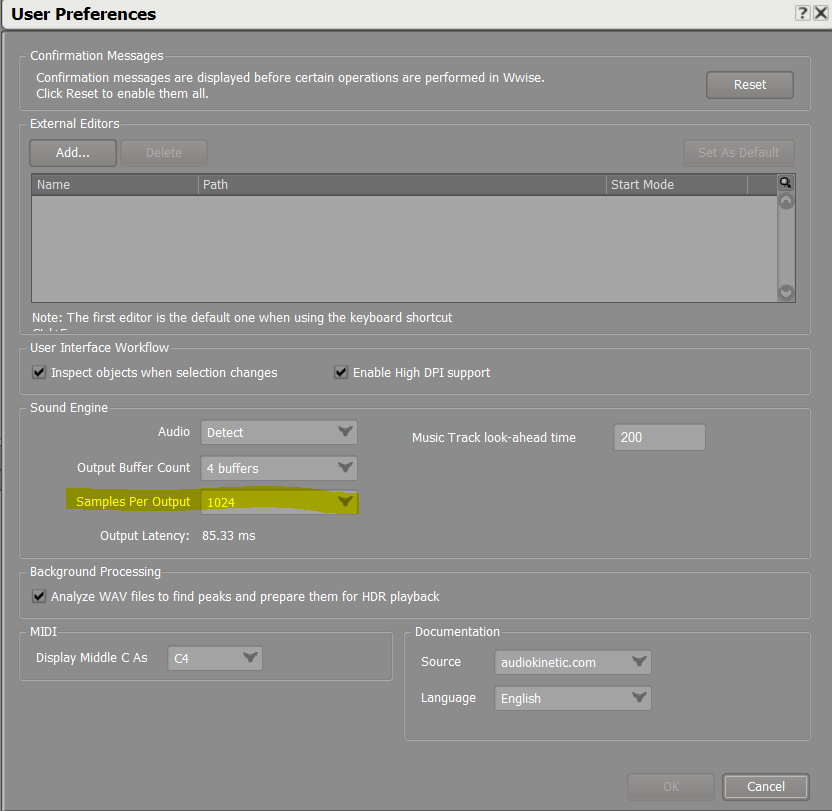 User Preferences
?
Confirmation Messages
Confirmation messages are displayed before certain operations are performed in Wwise.
Click Reset to enable them all.
Reset
External Editors
Add...
Delete
Set As Default
Name Path Start Mode
Note: The first editor is the default one when using the keyboard shortcut
User Interface Workflow
Inspect objects when selection changes
Enable High DPI support
Sound Engine
Audio Detect
Music Track look-ahead time 200
Output Buffer Count 4 buffers
Samples Per Output 1024
Output Latency: 85.33 ms
Background Processing
Analyze WAV files to find peaks and prepare them for HDR playback
MIDI
Display Middle C As C4
Documentation
Source audiokinetic.com
Language English
OK
Cancel